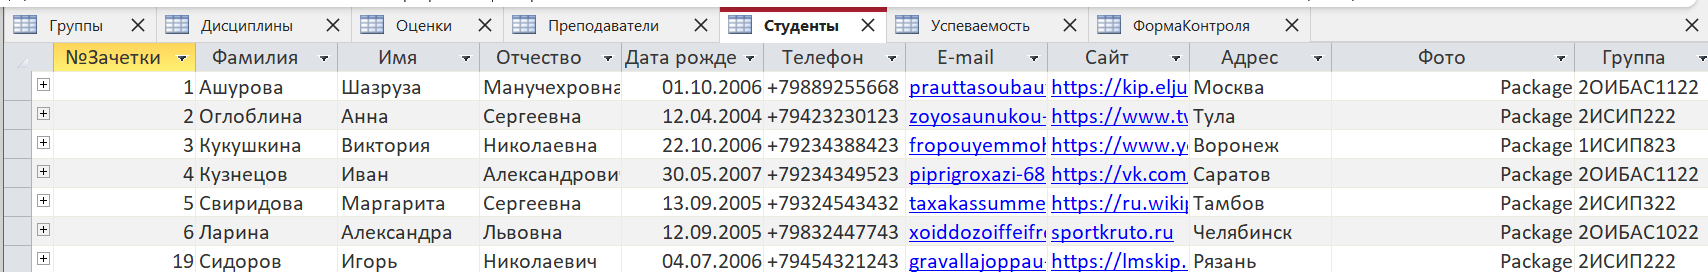 Группы Дисциплины Оценки Преподаватели Студенты Успеваемость ФормаКонтроля
№Зачетки Фамилия Имя Отчество Дата рожде Телефон E-mail Сайт Адрес Фото Группа
1 Ашурова Шазруза Манучехровна 01.10.2006 +79889255668 prauttasoubau https://kip.elju Москва Package 2ОИБАС1122
2 Оглоблина Анна Сергеевна 12.04.2004 +79423230123 zoyosaunukou- https://www.tv Тула Package 2ИСИП222
3 Кукушкина Виктория Николаевна 22.10.2006 +79234388423 fropouyemmoh https://www.y Воронеж Package 1ИСИП823
4 Кузнецов Иван Александрович 30.05.2007 +79234349523 piprigroxazi-68 https://vk.com Саратов Package 2ОИБАС1122
5 Свиридова Маргарита Сергеевна 13.09.2005 +79324543432 taxakassumme https://ru.wikip Тамбов Package 2ИСИП322
6 Ларина Александра Львовна 12.09.2005 +79832447743 xoiddozoiffeifr sportkruto.ru Челябинск Package 2ОИБАС1022
19 Сидоров Игорь Николаевич 04.07.2006 +79454321243 gravallajoppau- https://lmskip. Рязань Package 2ИСИП222